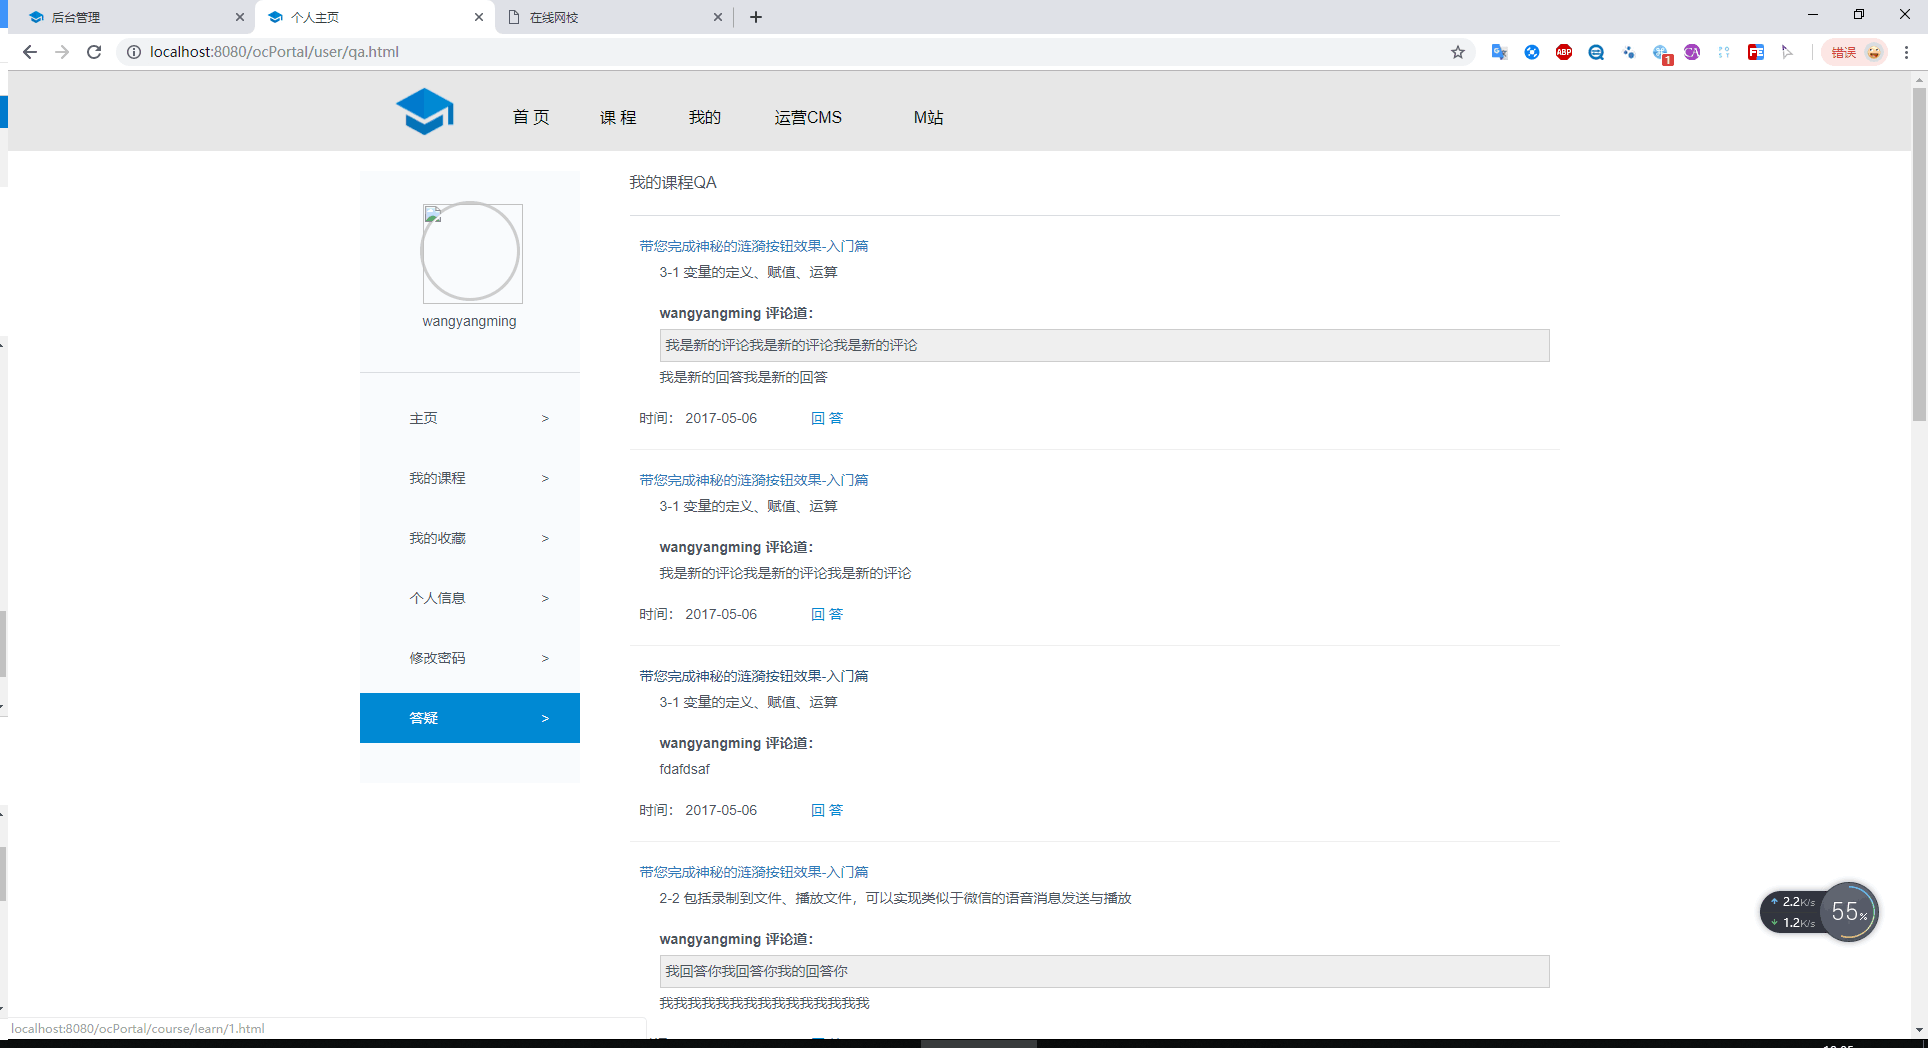 后台管理
个人主页
在线网校
localhost:8080/ocPortal/user/qa.html
ABP
1
CA
FE
错误
首 页
课 程
我的
运营CMS
M站
wangyangming
主页 >
我的课程 >
我的收藏 >
个人信息 >
修改密码 >
答疑 >
我的课程QA
带您完成神秘的涟漪按钮效果-入门篇
3-1 变量的定义、赋值、运算
wangyangming 评论道：
我是新的评论我是新的评论我是新的评论
我是新的回答我是新的回答
时间： 2017-05-06 回 答
带您完成神秘的涟漪按钮效果-入门篇
3-1 变量的定义、赋值、运算
wangyangming 评论道：
我是新的评论我是新的评论我是新的评论
时间： 2017-05-06 回 答
带您完成神秘的涟漪按钮效果-入门篇
3-1 变量的定义、赋值、运算
wangyangming 评论道：
fdafdsaf
时间： 2017-05-06 回 答
带您完成神秘的涟漪按钮效果-入门篇
2-2 包括录制到文件、播放文件，可以实现类似于微信的语音消息发送与播放
wangyangming 评论道：
我回答你我回答你我的回答你
我我我我我我我我我我我我我我我
2.2K/s
1.2K/s
55%
localhost:8080/ocPortal/course/learn/1.html